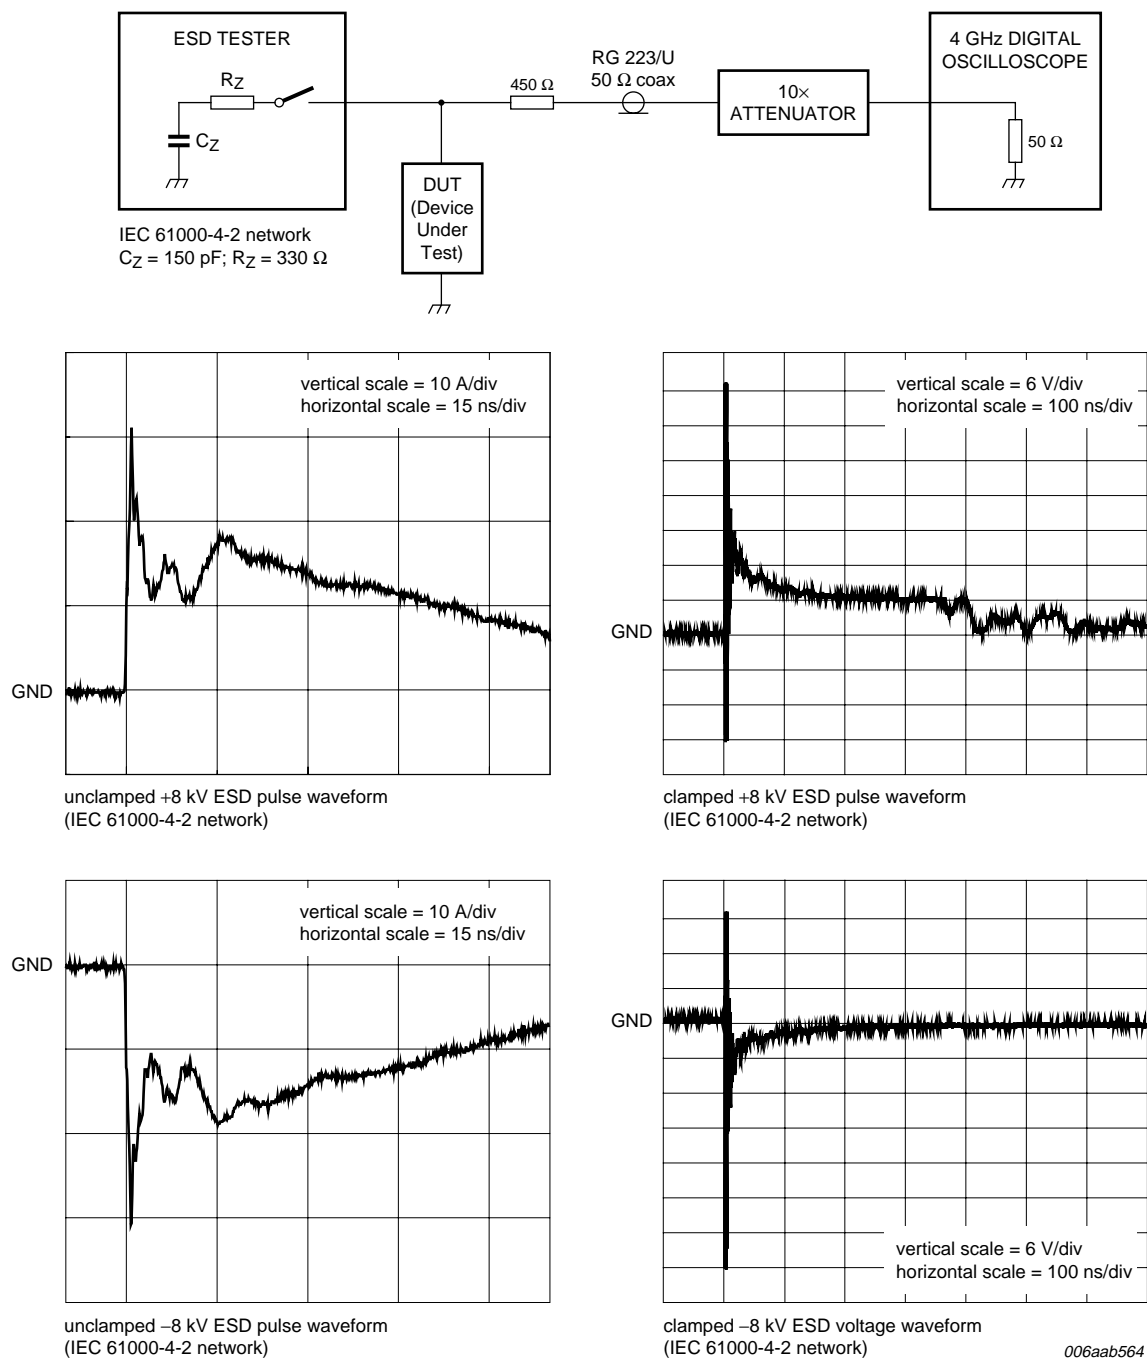 ESD TESTER
RZ
CZ
IEC 61000-4-2 network
CZ = 150 pF; RZ = 330 Ω
DUT
(Device
Under
Test)
450 Ω
RG 223/U
50 Ω coax
10×
ATTENUATOR
4 GHz DIGITAL
OSCILLOSCOPE
50 Ω
vertical scale = 10 A/div
horizontal scale = 15 ns/div
GND
unclamped +8 kV ESD pulse waveform
(IEC 61000-4-2 network)
vertical scale = 6 V/div
horizontal scale = 100 ns/div
GND
clamped +8 kV ESD pulse waveform
(IEC 61000-4-2 network)
vertical scale = 10 A/div
horizontal scale = 15 ns/div
GND
unclamped −8 kV ESD pulse waveform
(IEC 61000-4-2 network)
GND
vertical scale = 6 V/div
horizontal scale = 100 ns/div
clamped −8 kV ESD voltage waveform
(IEC 61000-4-2 network)
006aab564